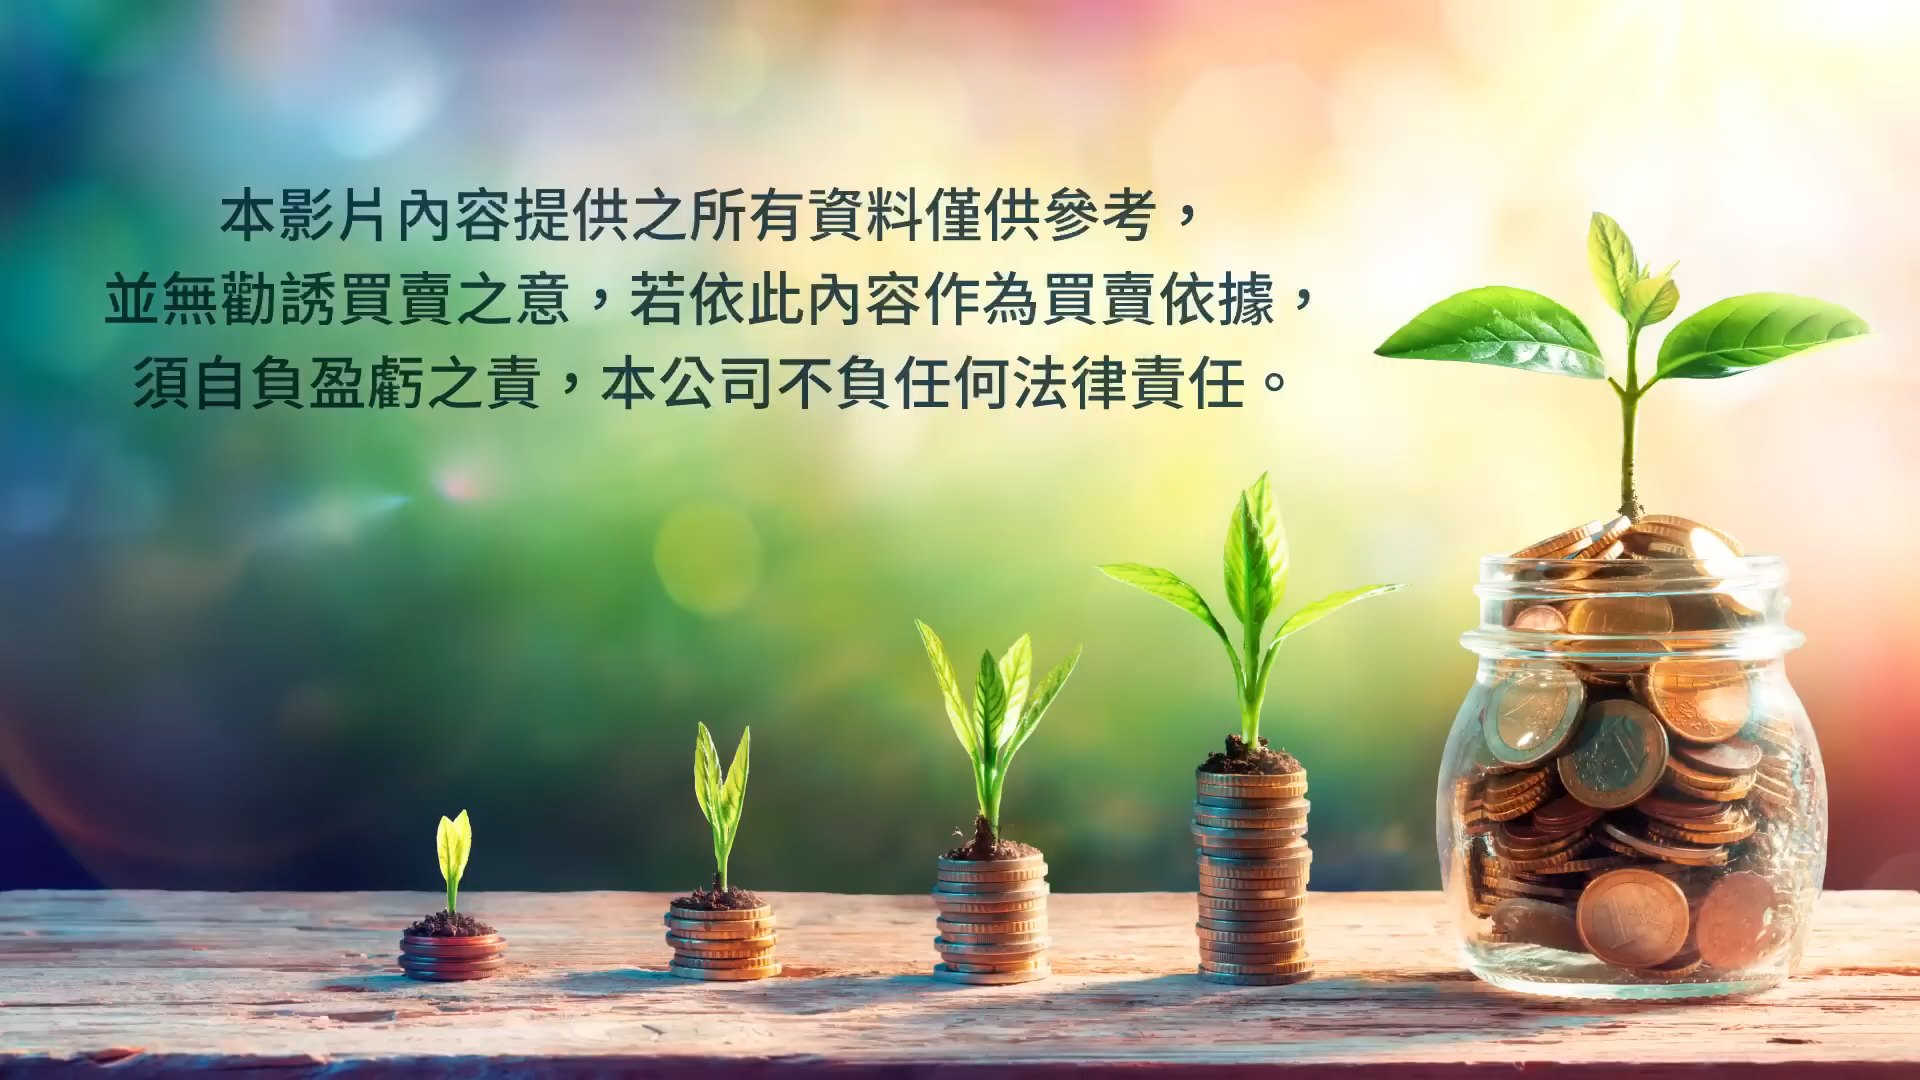 本影片內容提供之所有資料僅供參考，
並無勸誘買賣之意，若依此內容作為買賣依據，
須自負盈虧之責，本公司不負任何法律責任。